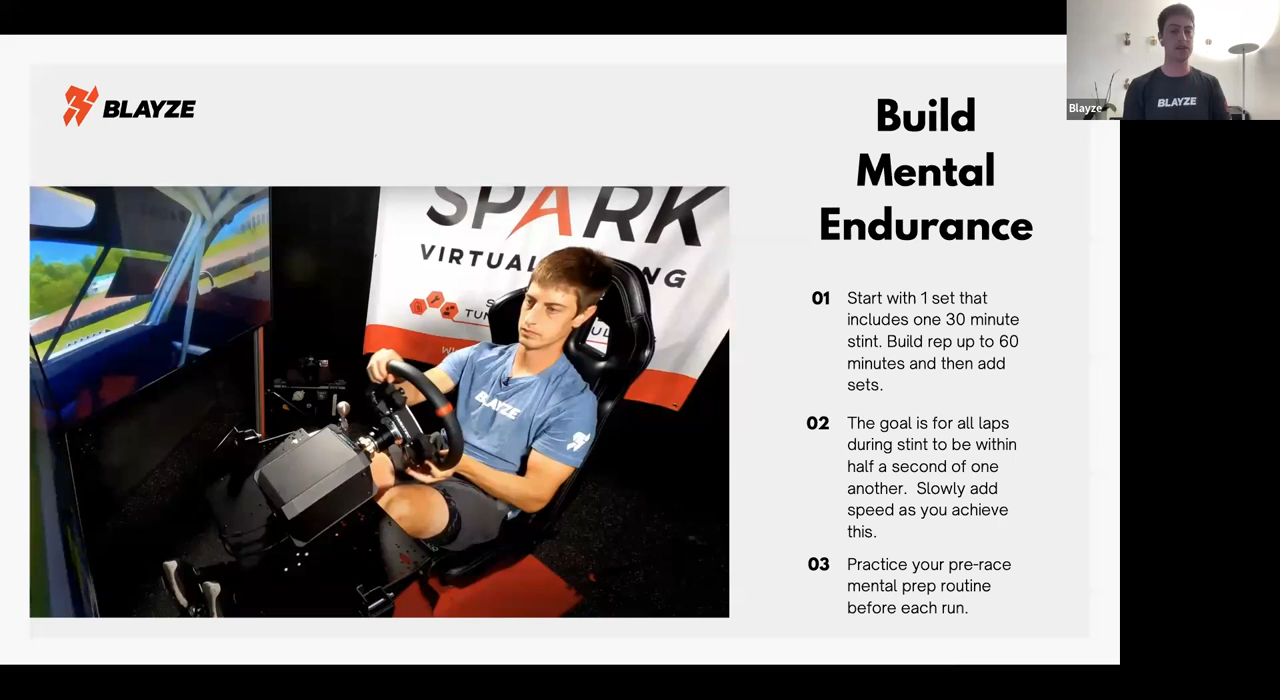 BLAYZE
Build
Mental
Endurance
SPARK
VIRTUAL
BLAYZE
01 Start with 1 set that
includes one 30 minute
stint. Build rep up to 60
minutes and then add
sets.
02 The goal is for all laps
during stint to be within
half a second of one
another. Slowly add
speed as you achieve
this.
03 Practice your pre-race
mental prep routine
before each run.
BLAYZE
Blayze